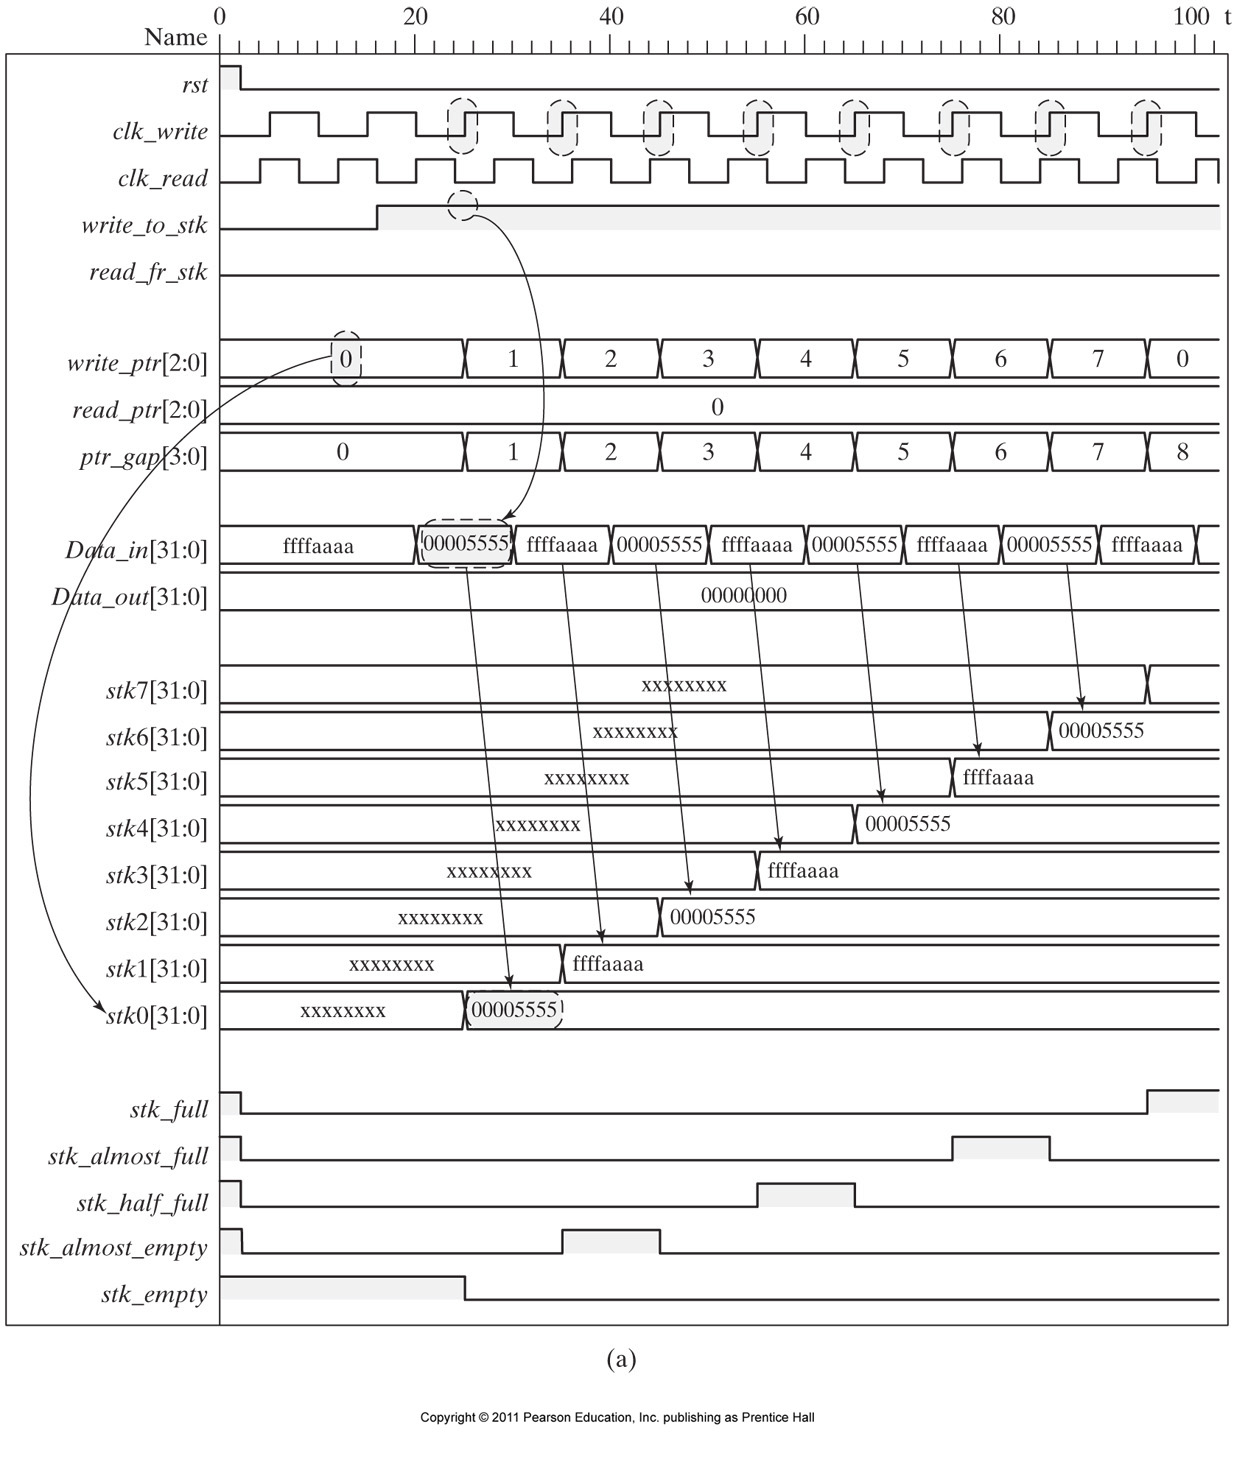 0 20 40 60 80 100 t
Name
rst
clk_write
clk_read
write_to_stk
read_fr_stk
write_ptr[2:0] 0 1 2 3 4 5 6 7 0
read_ptr[2:0] 0
ptr_gap[3:0] 0 1 2 3 4 5 6 7 8
Data_in[31:0] ffffaaaa 00005555 ffffaaaa 00005555 ffffaaaa 00005555 ffffaaaa 00005555 ffffaaaa
Data_out[31:0] 00000000
stk7[31:0] xxxxxxxx
stk6[31:0] xxxxxxxx 00005555
stk5[31:0] xxxxxxxx ffffaaaa
stk4[31:0] xxxxxxxx 00005555
stk3[31:0] xxxxxxxx ffffaaaa
stk2[31:0] xxxxxxxx 00005555
stk1[31:0] xxxxxxxx ffffaaaa
stk0[31:0] xxxxxxxx 00005555
stk_full
stk_almost_full
stk_half_full
stk_almost_empty
stk_empty
(a)
Copyright © 2011 Pearson Education, Inc. publishing as Prentice Hall